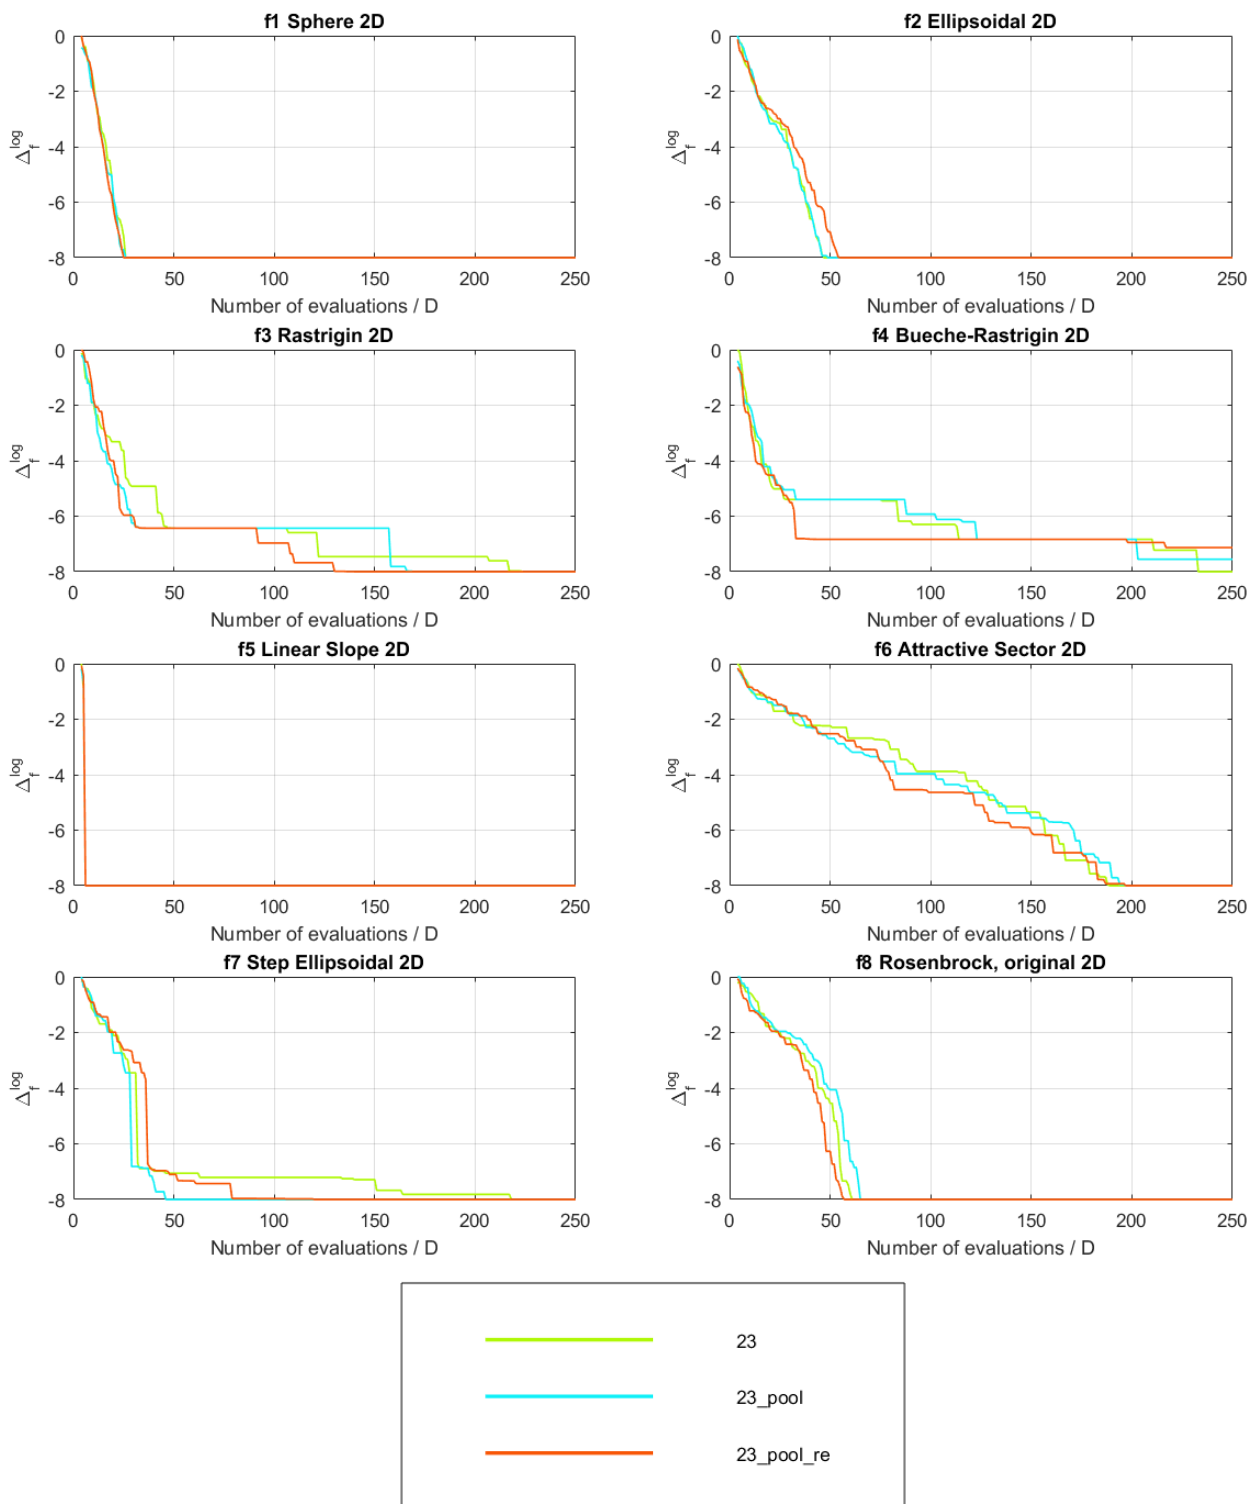 f1 Sphere 2D
0
-2
-4
-6
-8
Δ_f^log
0 50 100 150 200 250
Number of evaluations / D
f2 Ellipsoidal 2D
0
-2
-4
-6
-8
Δ_f^log
0 50 100 150 200 250
Number of evaluations / D
f3 Rastrigin 2D
0
-2
-4
-6
-8
Δ_f^log
0 50 100 150 200 250
Number of evaluations / D
f4 Bueche-Rastrigin 2D
0
-2
-4
-6
-8
Δ_f^log
0 50 100 150 200 250
Number of evaluations / D
f5 Linear Slope 2D
0
-2
-4
-6
-8
Δ_f^log
0 50 100 150 200 250
Number of evaluations / D
f6 Attractive Sector 2D
0
-2
-4
-6
-8
Δ_f^log
0 50 100 150 200 250
Number of evaluations / D
f7 Step Ellipsoidal 2D
0
-2
-4
-6
-8
Δ_f^log
0 50 100 150 200 250
Number of evaluations / D
f8 Rosenbrock, original 2D
0
-2
-4
-6
-8
Δ_f^log
0 50 100 150 200 250
Number of evaluations / D
23
23_pool
23_pool_re